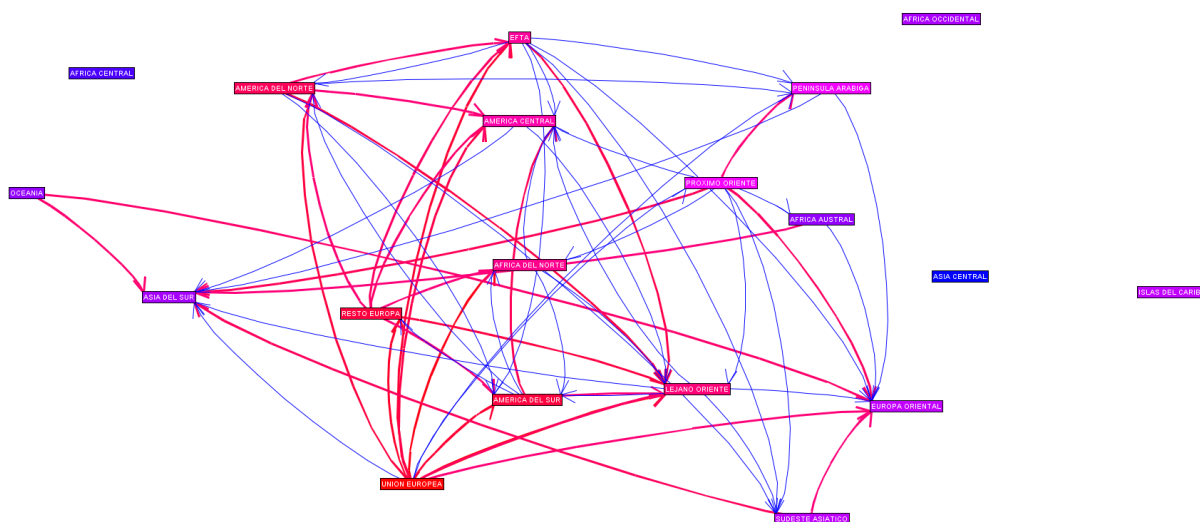 AFRICA OCCIDENTAL
EFTA
AFRICA CENTRAL
AMERICA DEL NORTE
PENINSULA ARABIGA
AMERICA CENTRAL
PROXIMO ORIENTE
OCEANIA
AFRICA AUSTRAL
AFRICA DEL NORTE
ASIA CENTRAL
ASIA DEL SUR
ISLAS DEL CARIB
RESTO EUROPA
LEJANO ORIENTE
AMERICA DEL SUR
EUROPA ORIENTAL
UNION EUROPEA
SUDESTE ASIATICO